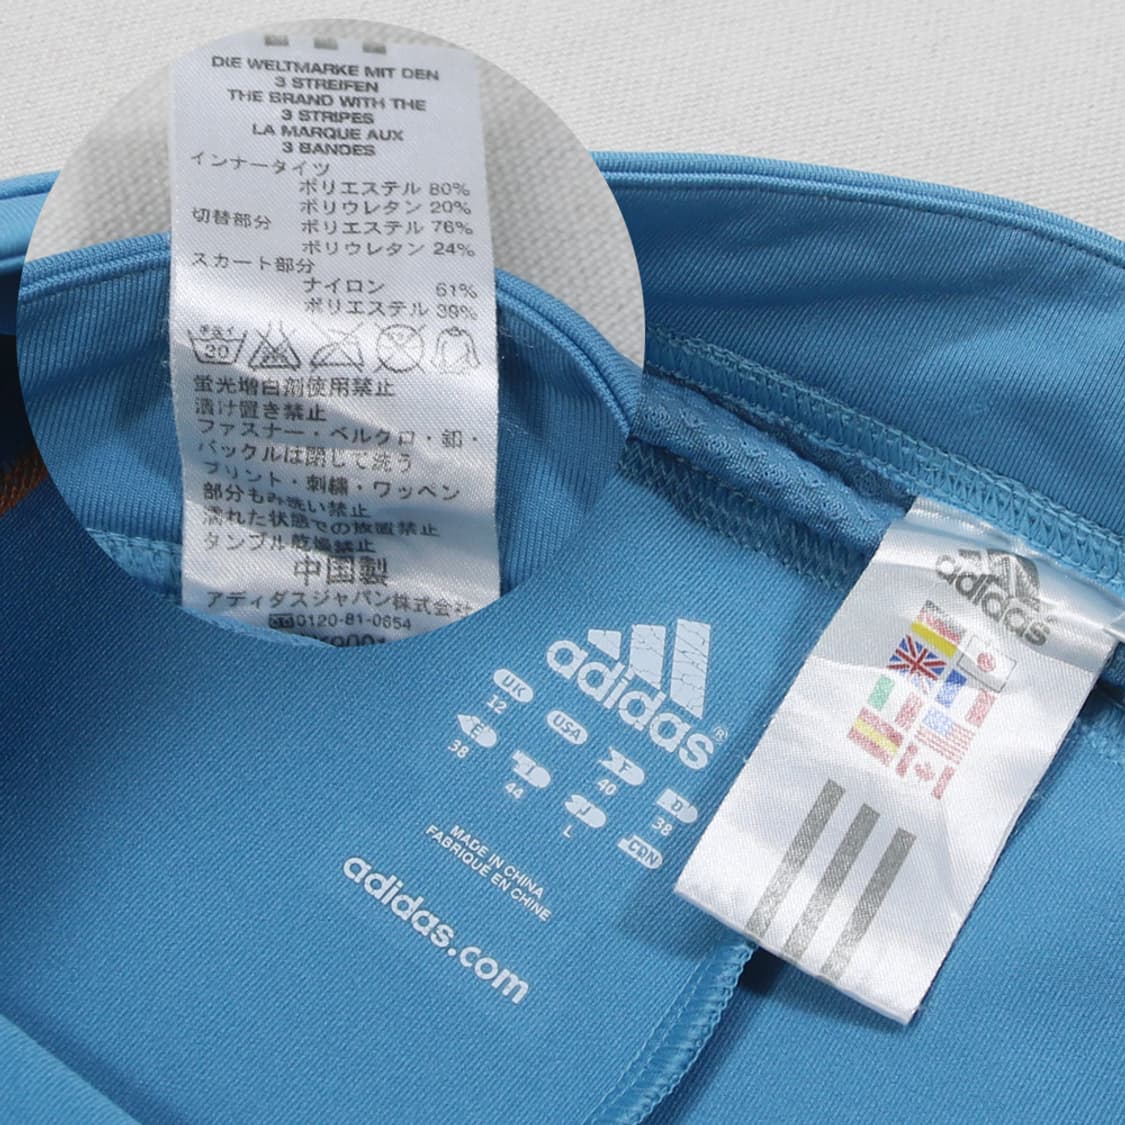 DIE WELTMARKE MIT DEN
3 STREIFEN
THE BRAND WITH THE
3 STRIPES
LA MARQUE AUX
3 BANDES
インナータイツ
ポリエステル 80%
ポリウレタン 20%
切替部分 ポリエステル 76%
ポリウレタン 24%
スカート部分
ナイロン 61%
ポリエステル 39%
30
蛍光増白剤使用禁止
漬け置き禁止
ファスナー・ベルクロ・釦・
バックルは閉じて洗う
プリント・刺繍・ワッペン
部分もみ洗い禁止
濡れた状態での放置禁止
タンブル乾燥禁止
中国製
アディダスジャパン株式会社
0120-81-0654
adidas
adidas®
UK
12
USA
F
40
D
38
E
38
I
44
J
L
CDN
MADE IN CHINA
FABRIQUÉ EN CHINE
adidas.com